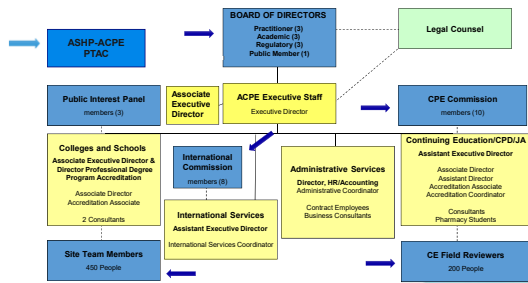 BOARD OF DIRECTORS
Practitioner (3)
Academic (3)
Regulatory (3)
Public Member (1)
Legal Counsel
ASHP-ACPE
PTAC
Public Interest Panel
members (3)
Associate
Executive
Director
ACPE Executive Staff
Executive Director
CPE Commission
members (10)
Colleges and Schools
Associate Executive Director &
Director Professional Degree
Program Accreditation
Associate Director
Accreditation Associate
2 Consultants
International
Commission
members (8)
International Services
Assistant Executive Director
International Services Coordinator
Administrative Services
Director, HR/Accounting
Administrative Coordinator
Contract Employees
Business Consultants
Continuing Education/CPD/JA
Assistant Executive Director
Associate Director
Assistant Director
Accreditation Associate
Accreditation Coordinator
Consultants
Pharmacy Students
Site Team Members
450 People
CE Field Reviewers
200 People